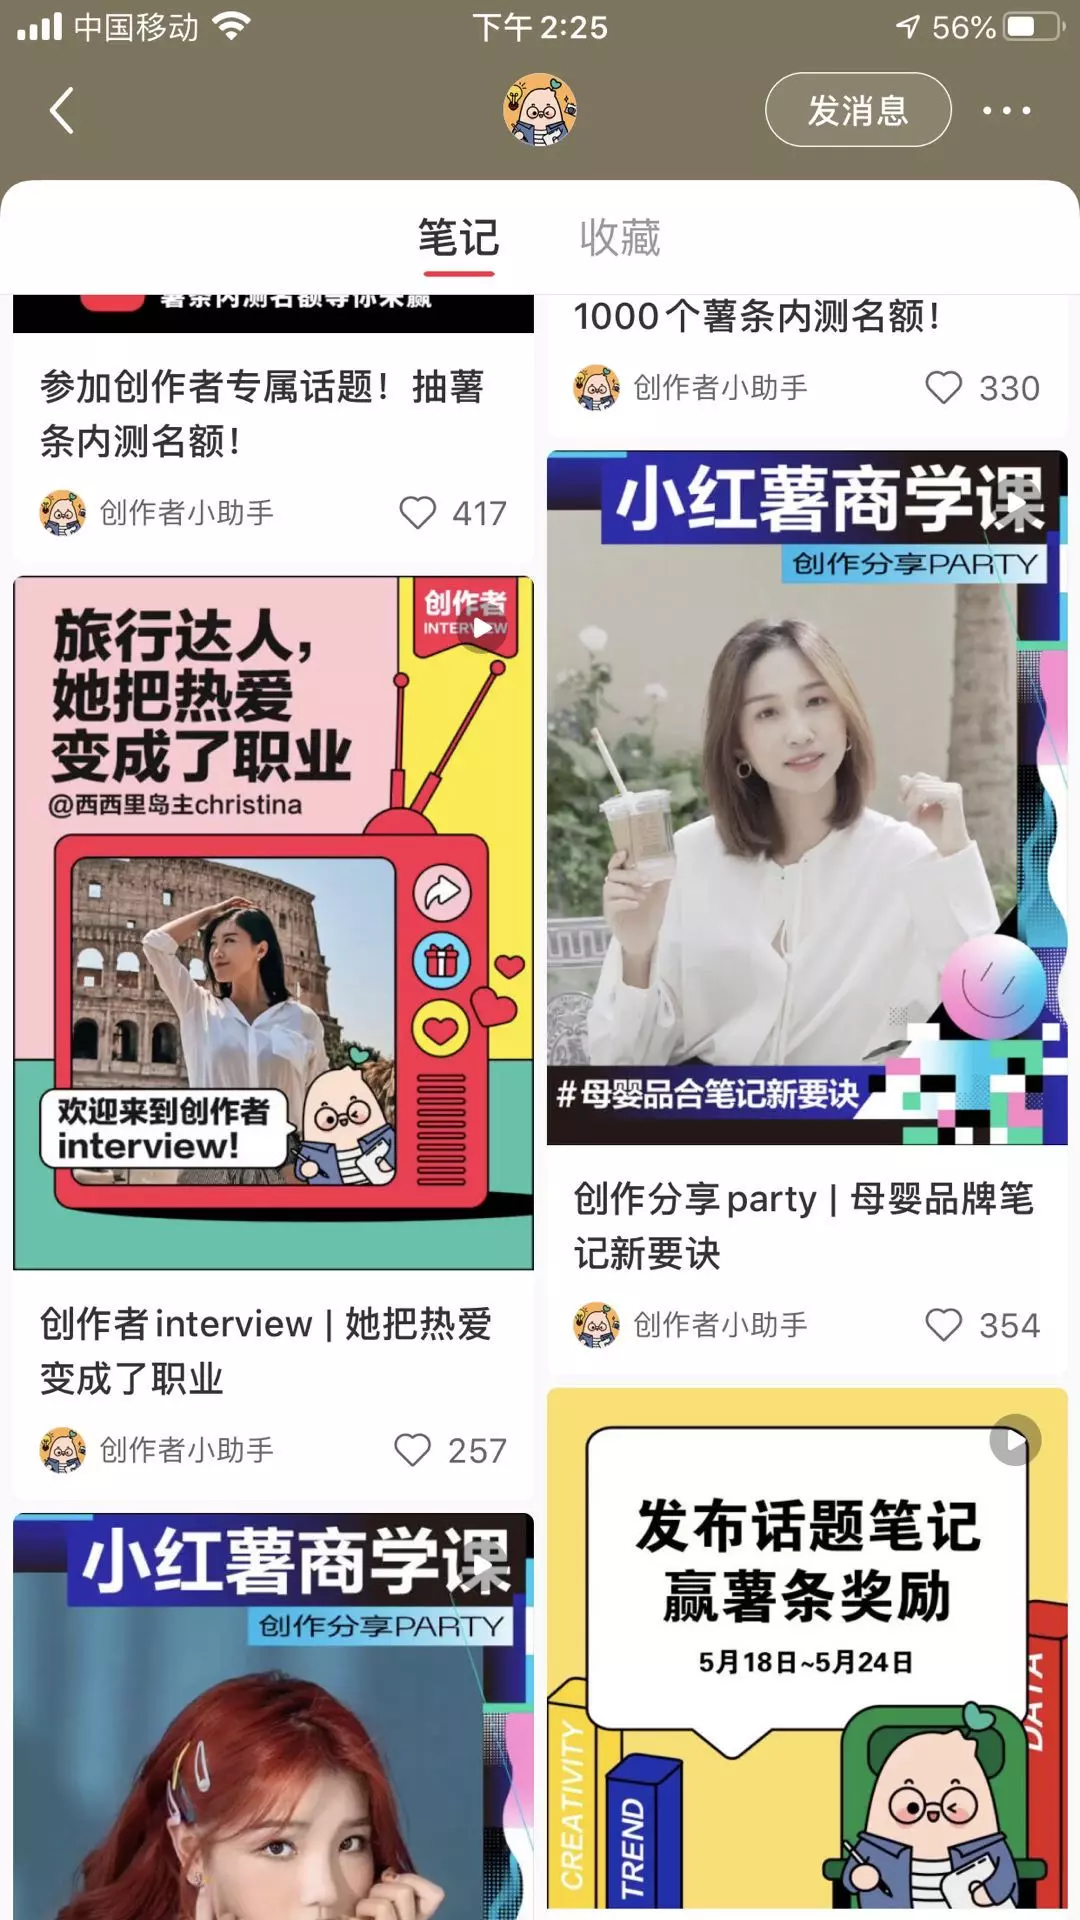 中国移动
下午2:25
56%
发消息
笔记
收藏
薯条内测名额等你来赢
参加创作者专属话题！抽薯
条内测名额！
创作者小助手
417
创作者
INTERVIEW
旅行达人，
她把热爱
变成了职业
@西西里岛主christina
欢迎来到创作者
interview!
创作者interview | 她把热爱
变成了职业
创作者小助手
257
小红薯商学课
创作分享PARTY
1000个薯条内测名额！
创作者小助手
330
小红薯商学课
创作分享PARTY
#母婴品合笔记新要诀
创作分享party | 母婴品牌笔
记新要诀
创作者小助手
354
发布话题笔记
赢薯条奖励
5月18日~5月24日
CREATIVITY
TREND
DATA